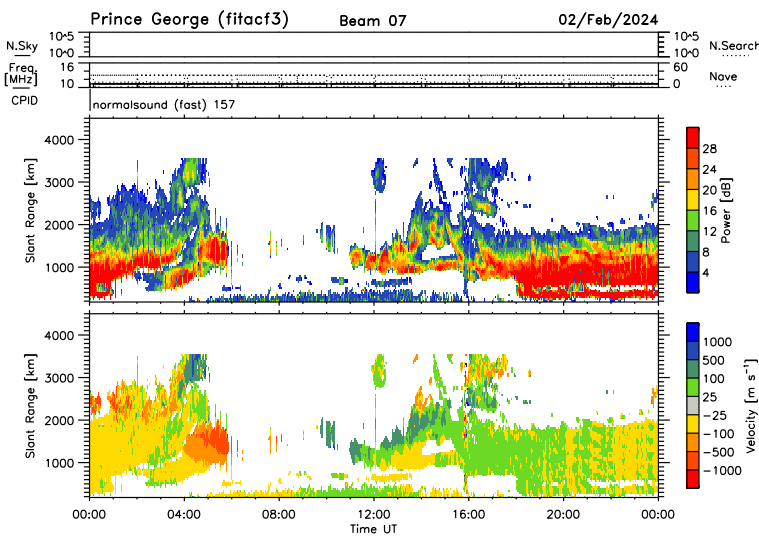 Prince George (fitacf3) Beam 07 02/Feb/2024
N.Sky 10^5 10^0 10^5 10^0 N.Search
Freq. [MHz] 16 10 60 0 Nave
CPID normalsound (fast) 157
Slant Range [km] 4000 3000 2000 1000
28 24 20 16 12 8 4 Power [dB]
Slant Range [km] 4000 3000 2000 1000
1000 500 100 25 -25 -100 -500 -1000 Velocity [m s⁻¹]
00:00 04:00 08:00 12:00 16:00 20:00 00:00
Time UT